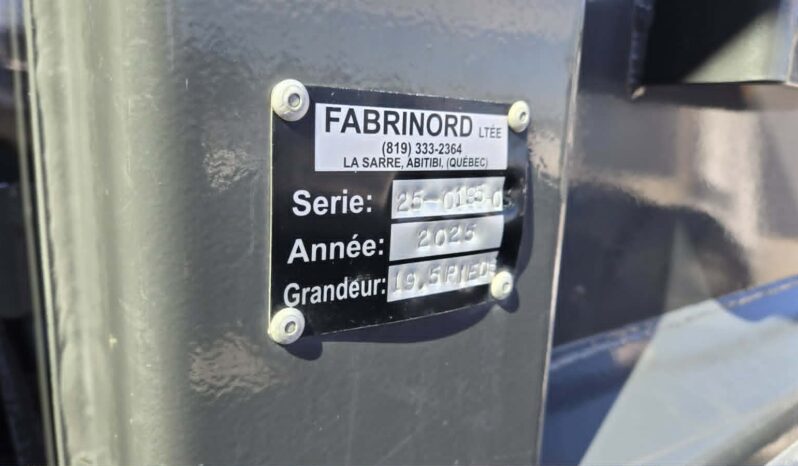 FABRINORD LTÉE
(819) 333-2364
LA SARRE, ABITIBI, (QUÉBEC)
Serie:
Année: 2025
Grandeur: 19,5 PIEDS